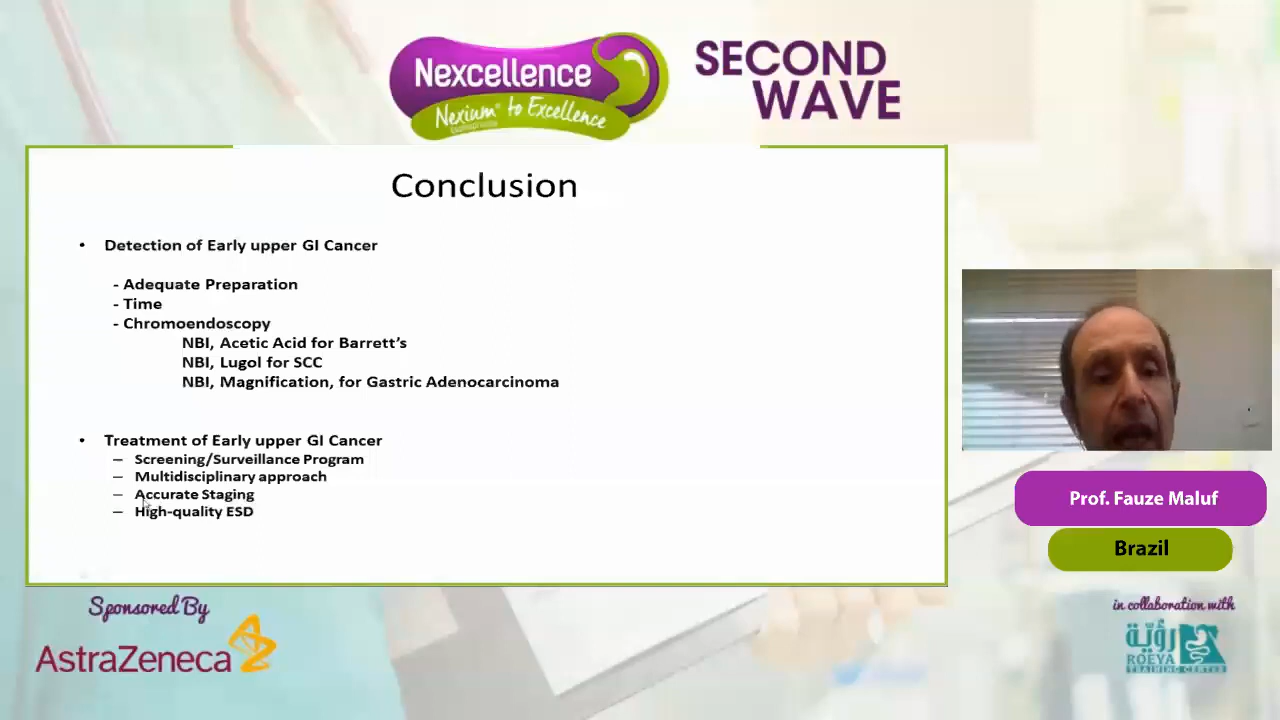 Nexcellence
Nexium® to Excellence
esomeprazole
SECOND
WAVE
Conclusion
• Detection of Early upper GI Cancer
- Adequate Preparation
- Time
- Chromoendoscopy
NBI, Acetic Acid for Barrett’s
NBI, Lugol for SCC
NBI, Magnification, for Gastric Adenocarcinoma
• Treatment of Early upper GI Cancer
– Screening/Surveillance Program
– Multidisciplinary approach
– Accurate Staging
– High-quality ESD
Prof. Fauze Maluf
Brazil
Sponsored By
AstraZeneca
in collaboration with
رؤية
ROEYA
TRAINING CENTER